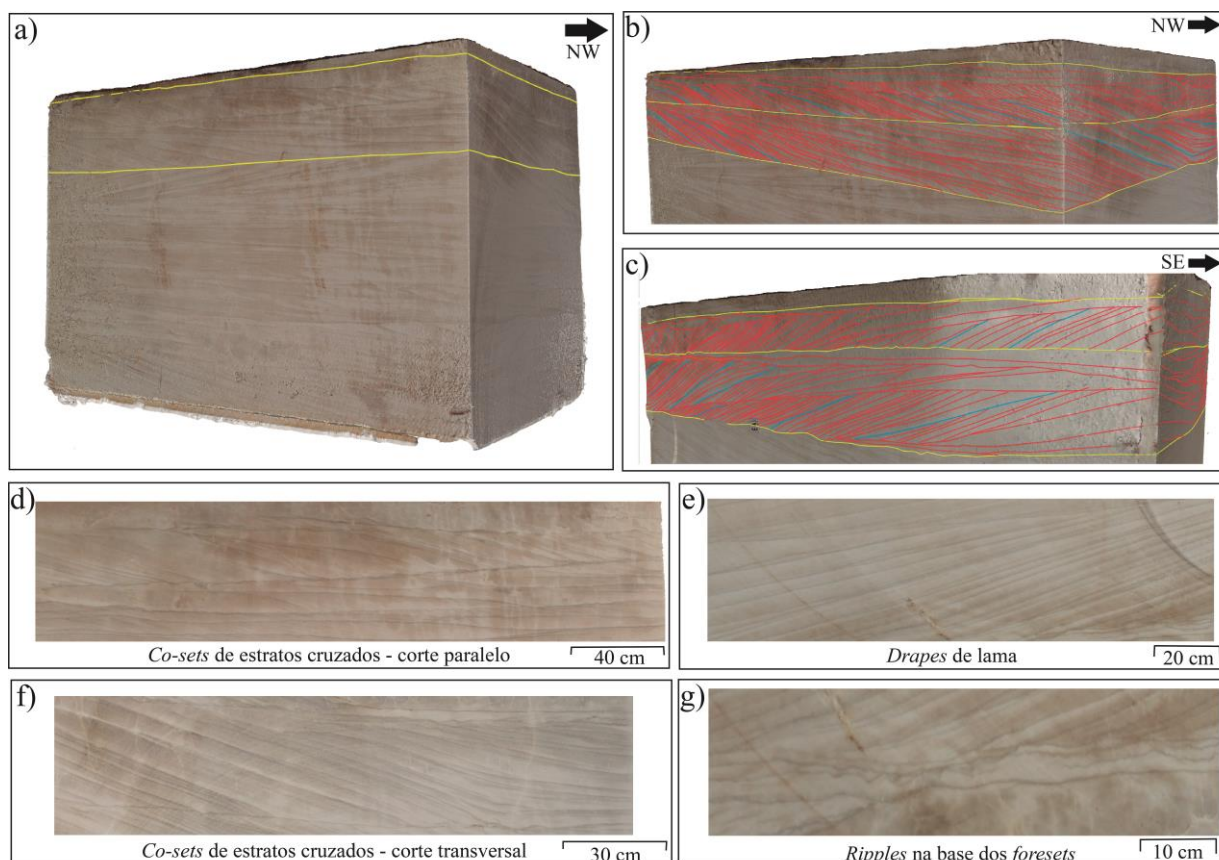 a)
NW
b)
NW
c)
SE
d)
Co-sets de estratos cruzados - corte paralelo
40 cm
e)
Drapes de lama
20 cm
f)
Co-sets de estratos cruzados - corte transversal
30 cm
g)
Ripples na base dos foresets
10 cm